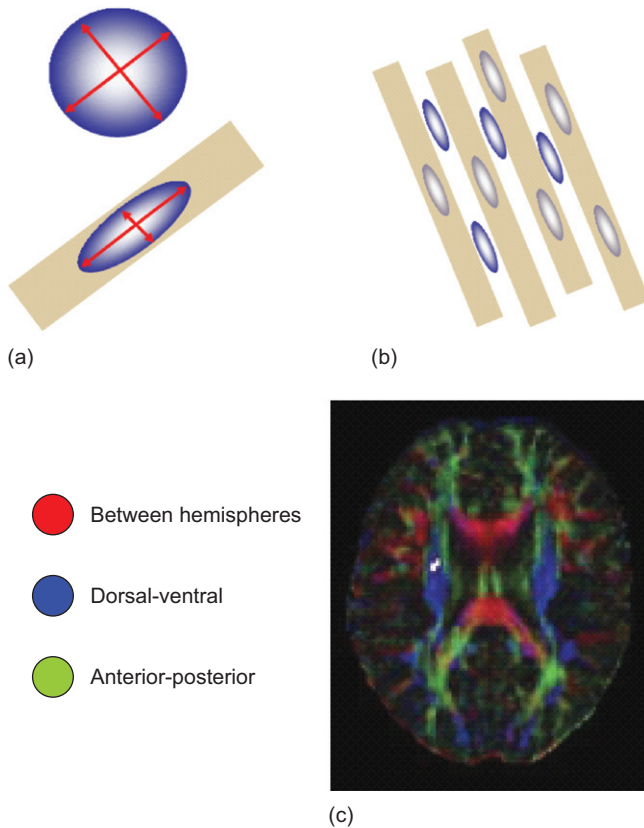 (a)
(b)
Between hemispheres
Dorsal-ventral
Anterior-posterior
(c)